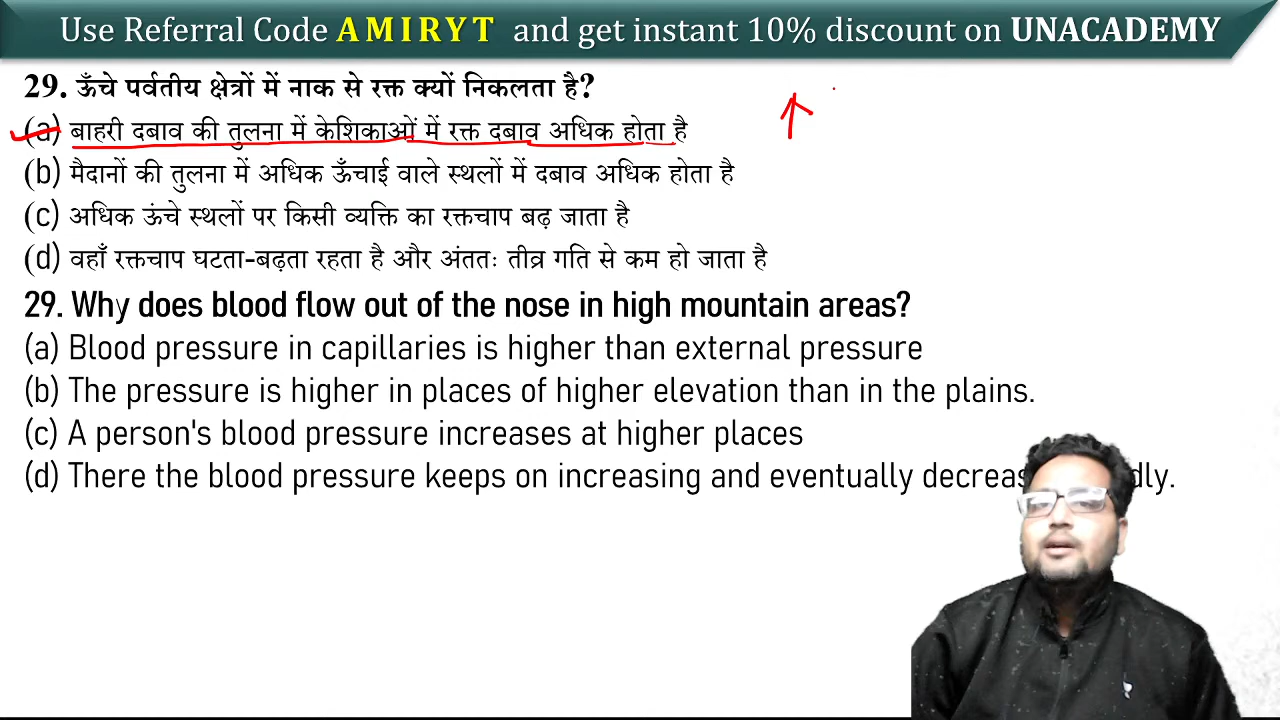 Use Referral Code A M I R Y T and get instant 10% discount on UNACADEMY
29. ऊँचे पर्वतीय क्षेत्रों में नाक से रक्त क्यों निकलता है?
(a) बाहरी दबाव की तुलना में केशिकाओं में रक्त दबाव अधिक होता है
(b) मैदानों की तुलना में अधिक ऊँचाई वाले स्थलों में दबाव अधिक होता है
(c) अधिक ऊंचे स्थलों पर किसी व्यक्ति का रक्तचाप बढ़ जाता है
(d) वहाँ रक्तचाप घटता-बढ़ता रहता है और अंततः तीव्र गति से कम हो जाता है
29. Why does blood flow out of the nose in high mountain areas?
(a) Blood pressure in capillaries is higher than external pressure
(b) The pressure is higher in places of higher elevation than in the plains.
(c) A person's blood pressure increases at higher places
(d) There the blood pressure keeps on increasing and eventually